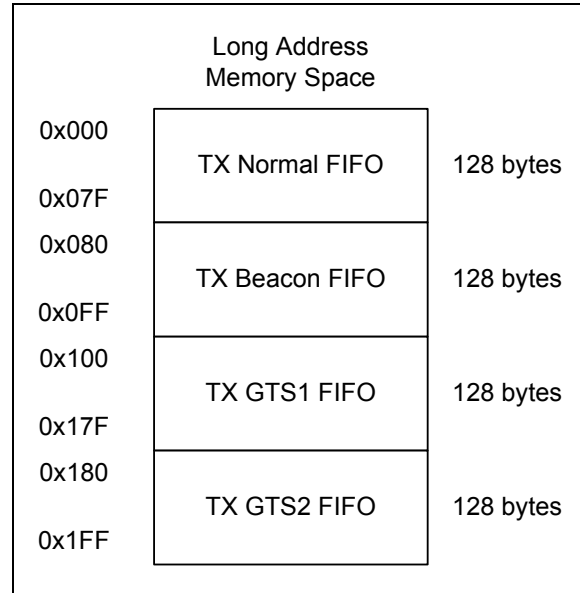 Long Address
Memory Space
0x000
TX Normal FIFO
128 bytes
0x07F
0x080
TX Beacon FIFO
128 bytes
0x0FF
0x100
TX GTS1 FIFO
128 bytes
0x17F
0x180
TX GTS2 FIFO
128 bytes
0x1FF